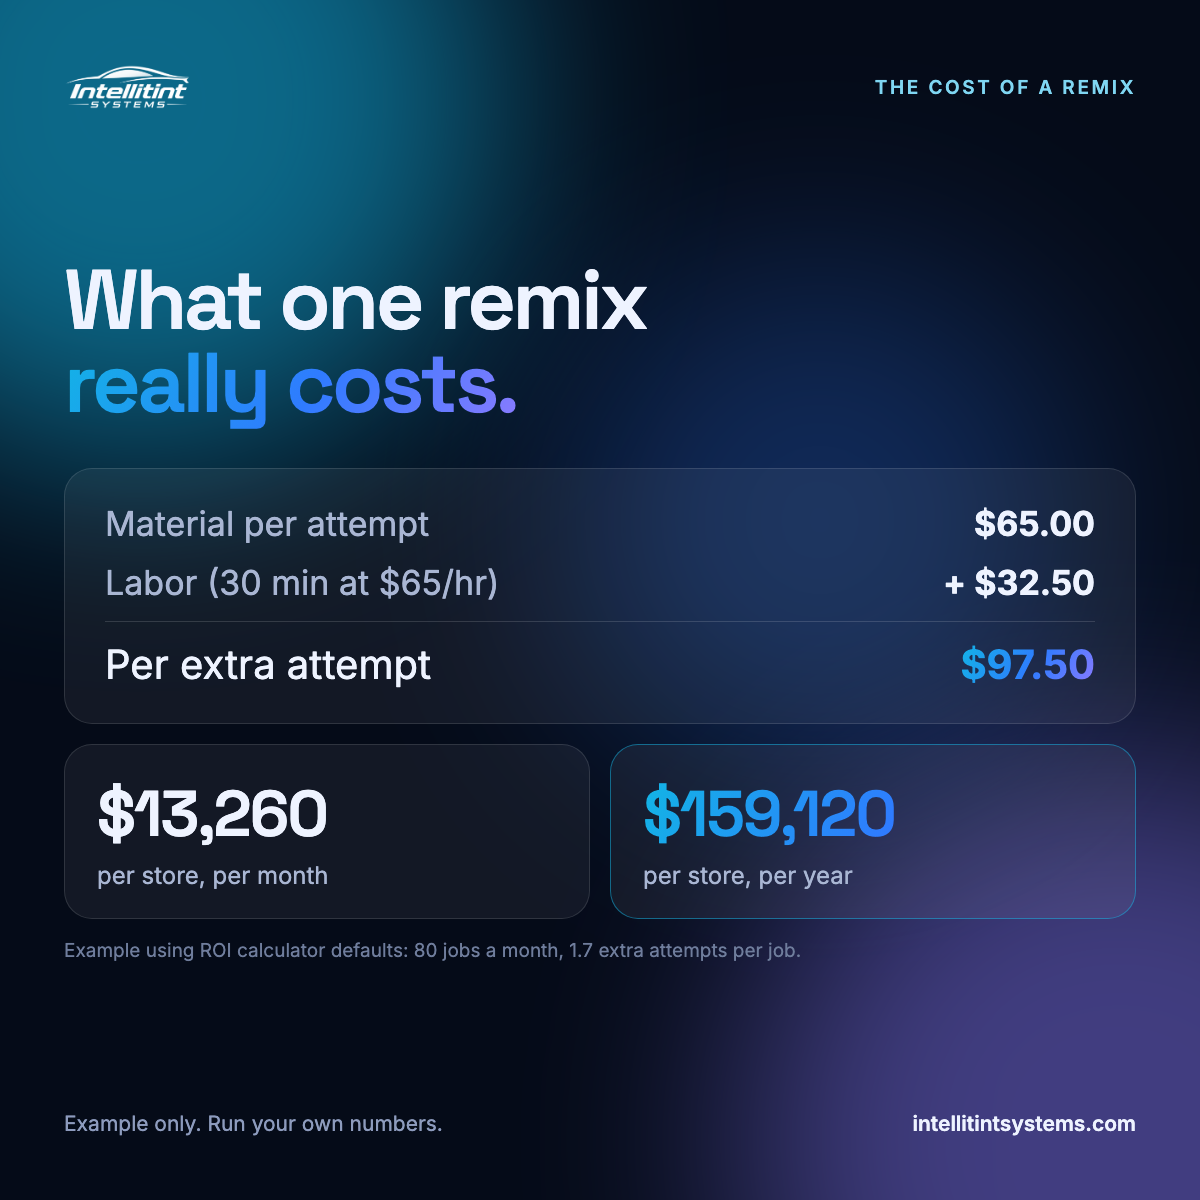 Intellitint
SYSTEMS
THE COST OF A REMIX
What one remix
really costs.
Material per attempt $65.00
Labor (30 min at $65/hr) + $32.50
Per extra attempt $97.50
$13,260
per store, per month
$159,120
per store, per year
Example using ROI calculator defaults: 80 jobs a month, 1.7 extra attempts per job.
Example only. Run your own numbers.
intellitintsystems.com